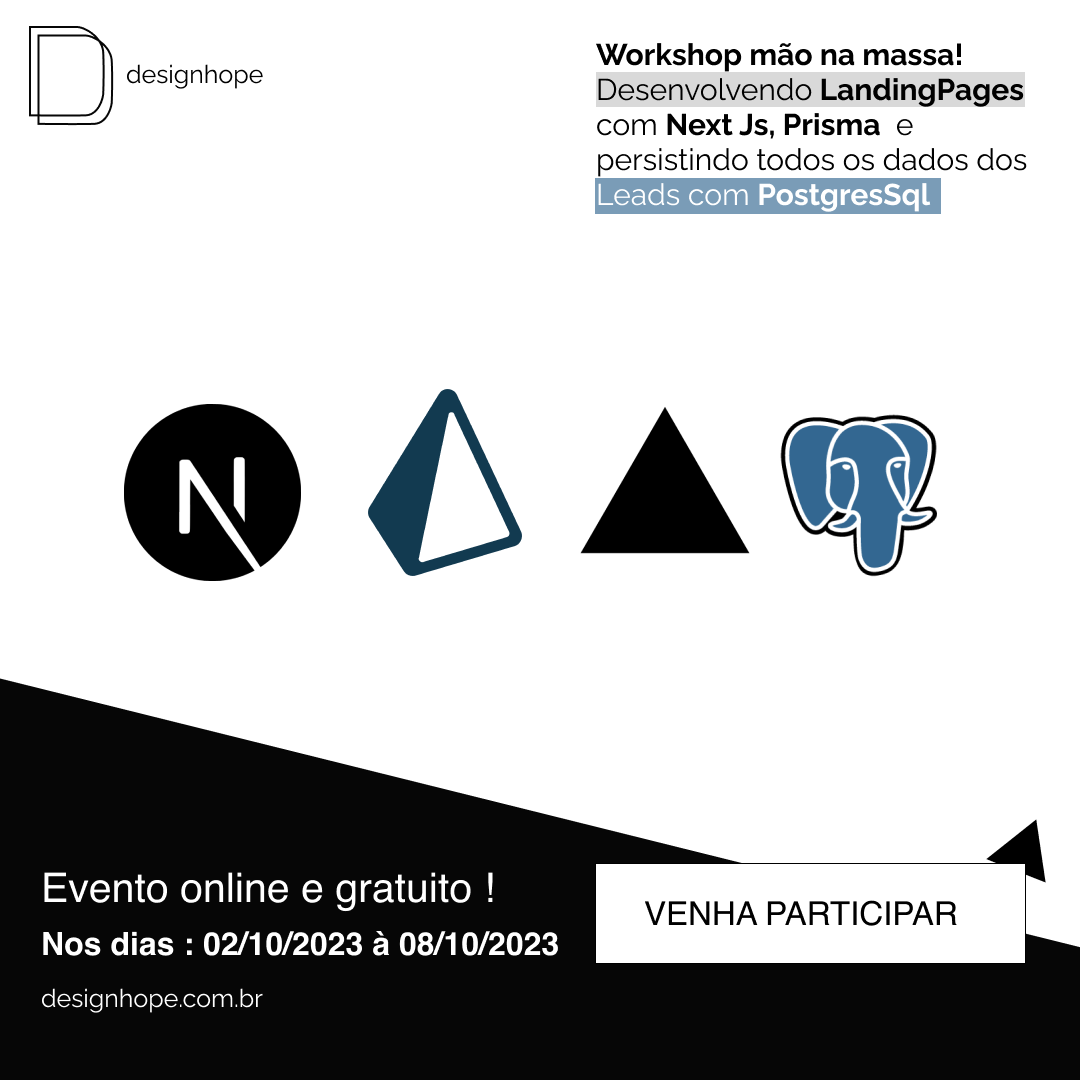 designhope
Workshop mão na massa!
Desenvolvendo LandingPages
com Next Js, Prisma e
persistindo todos os dados dos
Leads com PostgresSql
N
Evento online e gratuito !
Nos dias : 02/10/2023 à 08/10/2023
designhope.com.br
VENHA PARTICIPAR